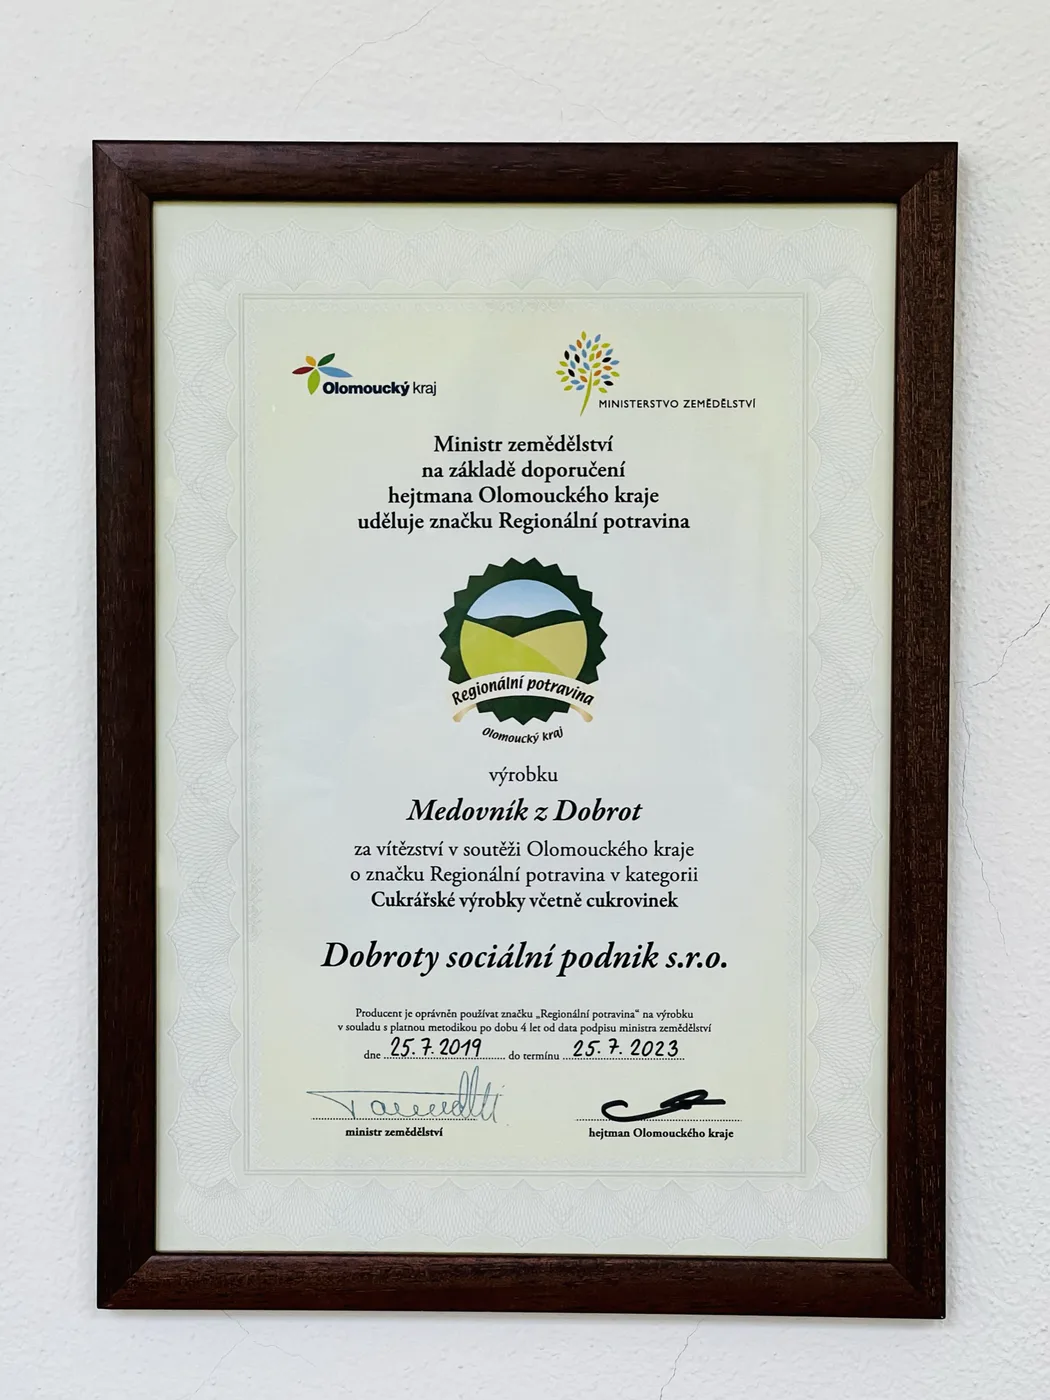 Olomoucký kraj
MINISTERSTVO ZEMĚDĚLSTVÍ
Ministr zemědělství
na základě doporučení
hejtmana Olomouckého kraje
uděluje značku Regionální potravina
Regionální potravina
Olomoucký kraj
výrobku
Medovník z Dobrot
za vítězství v soutěži Olomouckého kraje
o značku Regionální potravina v kategorii
Cukrářské výrobky včetně cukrovinek
Dobroty sociální podnik s.r.o.
Producent je oprávněn používat značku „Regionální potravina“ na výrobku
v souladu s platnou metodikou po dobu 4 let od data podpisu ministra zemědělství
dne 25.7.2019 do termínu 25.7.2023
ministr zemědělství
hejtman Olomouckého kraje